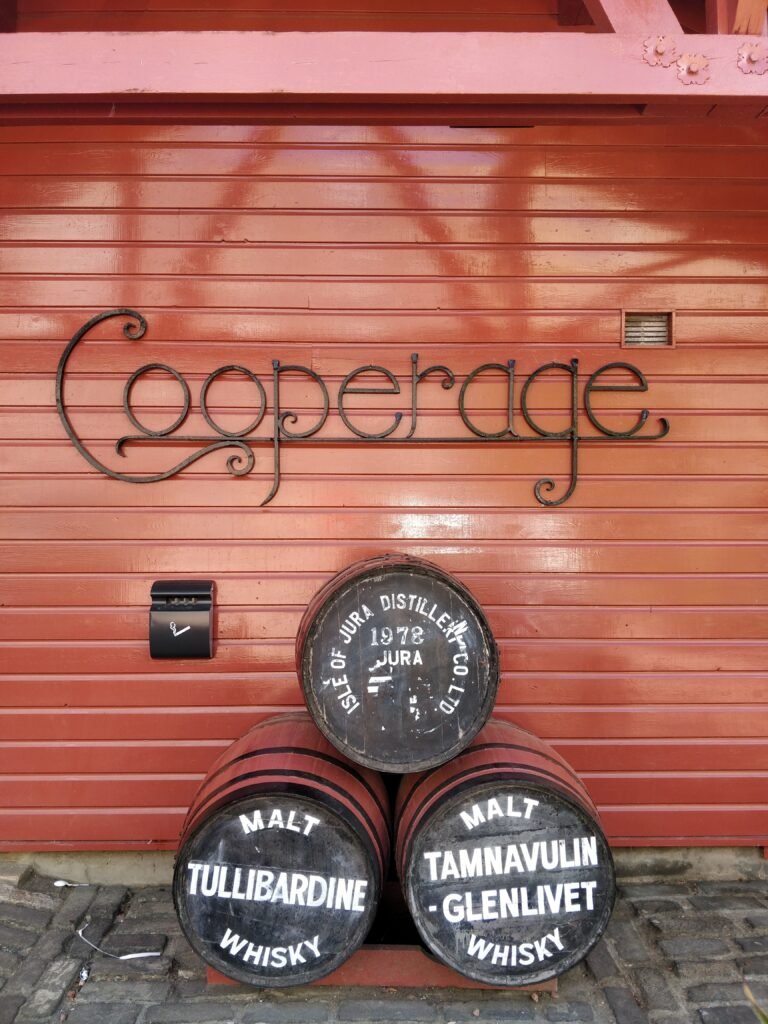 Cooperage
ISLE OF JURA DISTILLERY CO. LTD
1978
JURA
MALT
TULLIBARDINE
WHISKY
MALT
TAMNAVULIN
-GLENLIVET
WHISKY